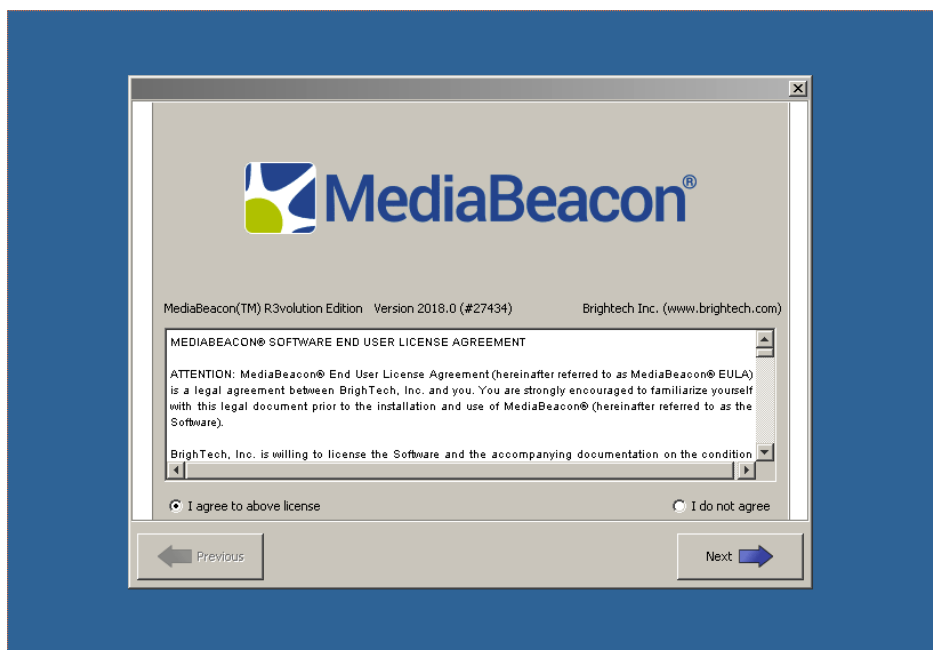 MediaBeacon®
MediaBeacon(TM) R3volution Edition Version 2018.0 (#27434) Brightech Inc. (www.brightech.com)
MEDIABEACON® SOFTWARE END USER LICENSE AGREEMENT
ATTENTION: MediaBeacon® End User License Agreement (hereinafter referred to as MediaBeacon® EULA)
is a legal agreement between BrighTech, Inc. and you. You are strongly encouraged to familiarize yourself
with this legal document prior to the installation and use of MediaBeacon® (hereinafter referred to as the
Software).
BrighTech, Inc. is willing to license the Software and the accompanying documentation on the condition
I agree to above license I do not agree
Previous Next